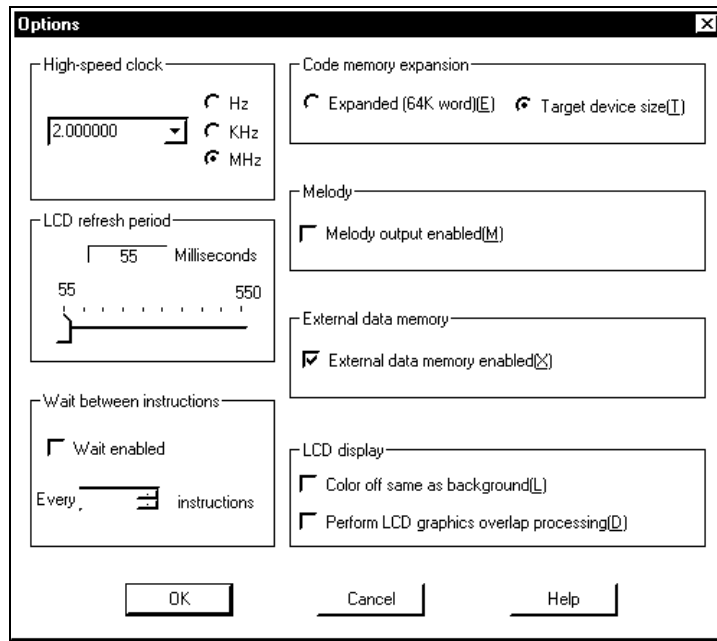 Options
High-speed clock
2.000000
Hz
KHz
MHz
LCD refresh period
55 Milliseconds
55 550
Wait between instructions
Wait enabled
Every instructions
Code memory expansion
Expanded (64K word)(E) Target device size(T)
Melody
Melody output enabled(M)
External data memory
External data memory enabled(X)
LCD display
Color off same as background(L)
Perform LCD graphics overlap processing(D)
OK Cancel Help